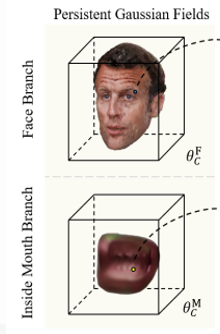 Persistent Gaussian Fields
Face Branch
θ_C^F
Inside Mouth Branch
θ_C^M